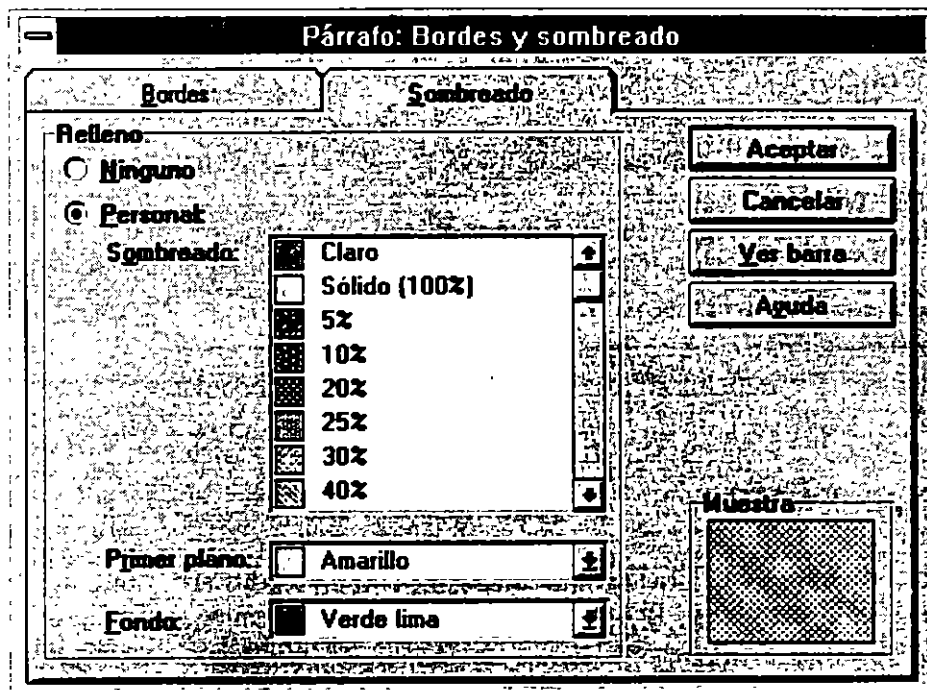 Párrafo: Bordes y sombreado
Bordes
Sombreado
Relleno
Ninguno
Personal:
Sombreado:
Claro
Sólido (100%)
5%
10%
20%
25%
30%
40%
Primer plano:
Amarillo
Fondo:
Verde lima
Aceptar
Cancelar
Ver barra
Ayuda
Muestra